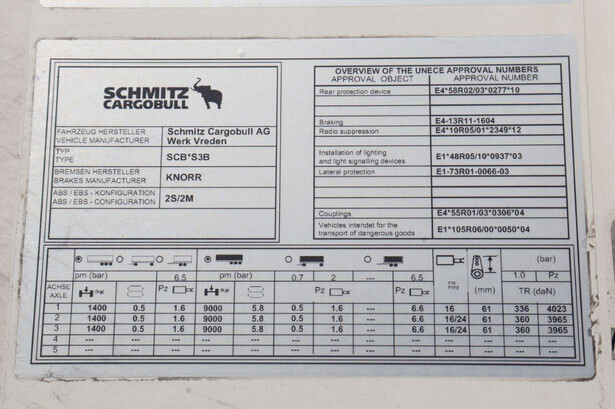 SCHMITZ
CARGOBULL
FAHRZEUG HERSTELLER
VEHICLE MANUFACTURER
Schmitz Cargobull AG
Werk Vreden
TYP
TYPE
SCB*S3B
BREMSEN HERSTELLER
BRAKES MANUFACTURER
KNORR
ABS / EBS - KONFIGURATION
ABS / EBS - CONFIGURATION
2S/2M
OVERVIEW OF THE UNECE APPROVAL NUMBERS
APPROVAL OBJECT APPROVAL NUMBER
Rear protection device E4*58R02/03*0277*10
Braking E4-13R11-1604
Radio suppression E4*10R05/01*2349*12
Installation of lighting
and light signalling devices E1*48R05/10*0937*03
Lateral protection E1-73R01-0066-03
Couplings E4*55R01/03*0306*04
Vehicles intendet for the
transport of dangerous goods E1*105R06/00*0050*04
(bar)
pm (bar) 6.5 pm (bar) 0.7 2 --- 6.5 1.0 Pz
ACHSE
AXLE
Pz Pz Pz TYP
TYPE (mm) TR (daN)
1 1400 0.5 1.6 9000 5.8 0.5 1.6 --- 6.6 16 61 336 4023
2 1400 0.5 1.6 9000 5.8 0.5 1.6 --- 6.6 16/24 61 360 3965
3 1400 0.5 1.6 9000 5.8 0.5 1.6 --- 6.6 16/24 61 360 3965
4 --- --- --- --- --- --- --- --- --- --- --- --- ---
5 --- --- --- --- --- --- --- --- --- --- --- --- ---